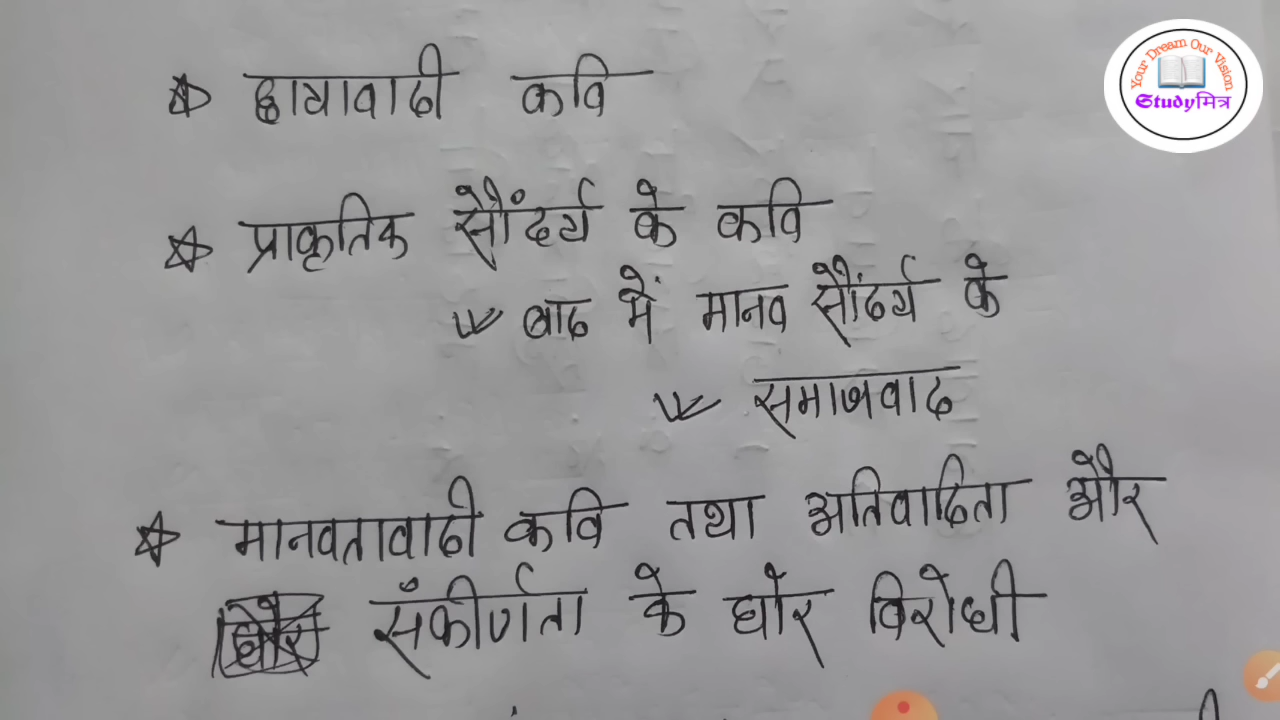 Your Dream Our Vision
Studyमित्र
छायावादी कवि
प्राकृतिक सौंदर्य के कवि
बाद में मानव सौंदर्य के
समाजवाद
मानवतावादी कवि तथा अतिवादिता और
घोर संकीर्णता के घोर विरोधी